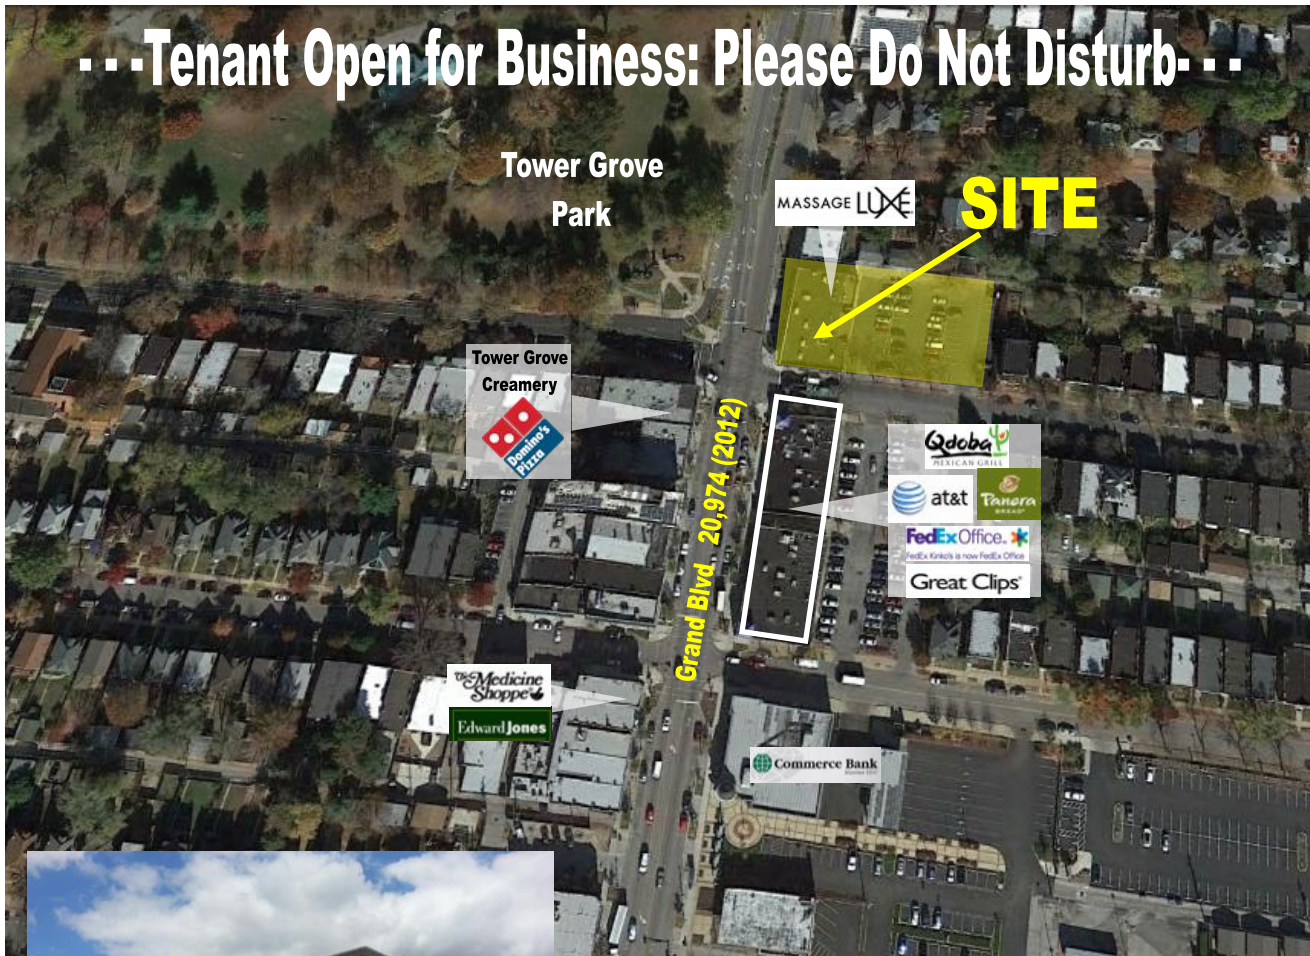 - - -Tenant Open for Business: Please Do Not Disturb- - -
Tower Grove
Park
MASSAGE LUXE
SITE
Tower Grove
Creamery
Domino's
Pizza
Grand Blvd 20,974 (2012)
Qdoba
MEXICAN GRILL
at&t
Panera
BREAD
FedEx Office
FedEx Kinko's is now FedEx Office
Great Clips
The Medicine
Shoppe
Edward Jones
Commerce Bank